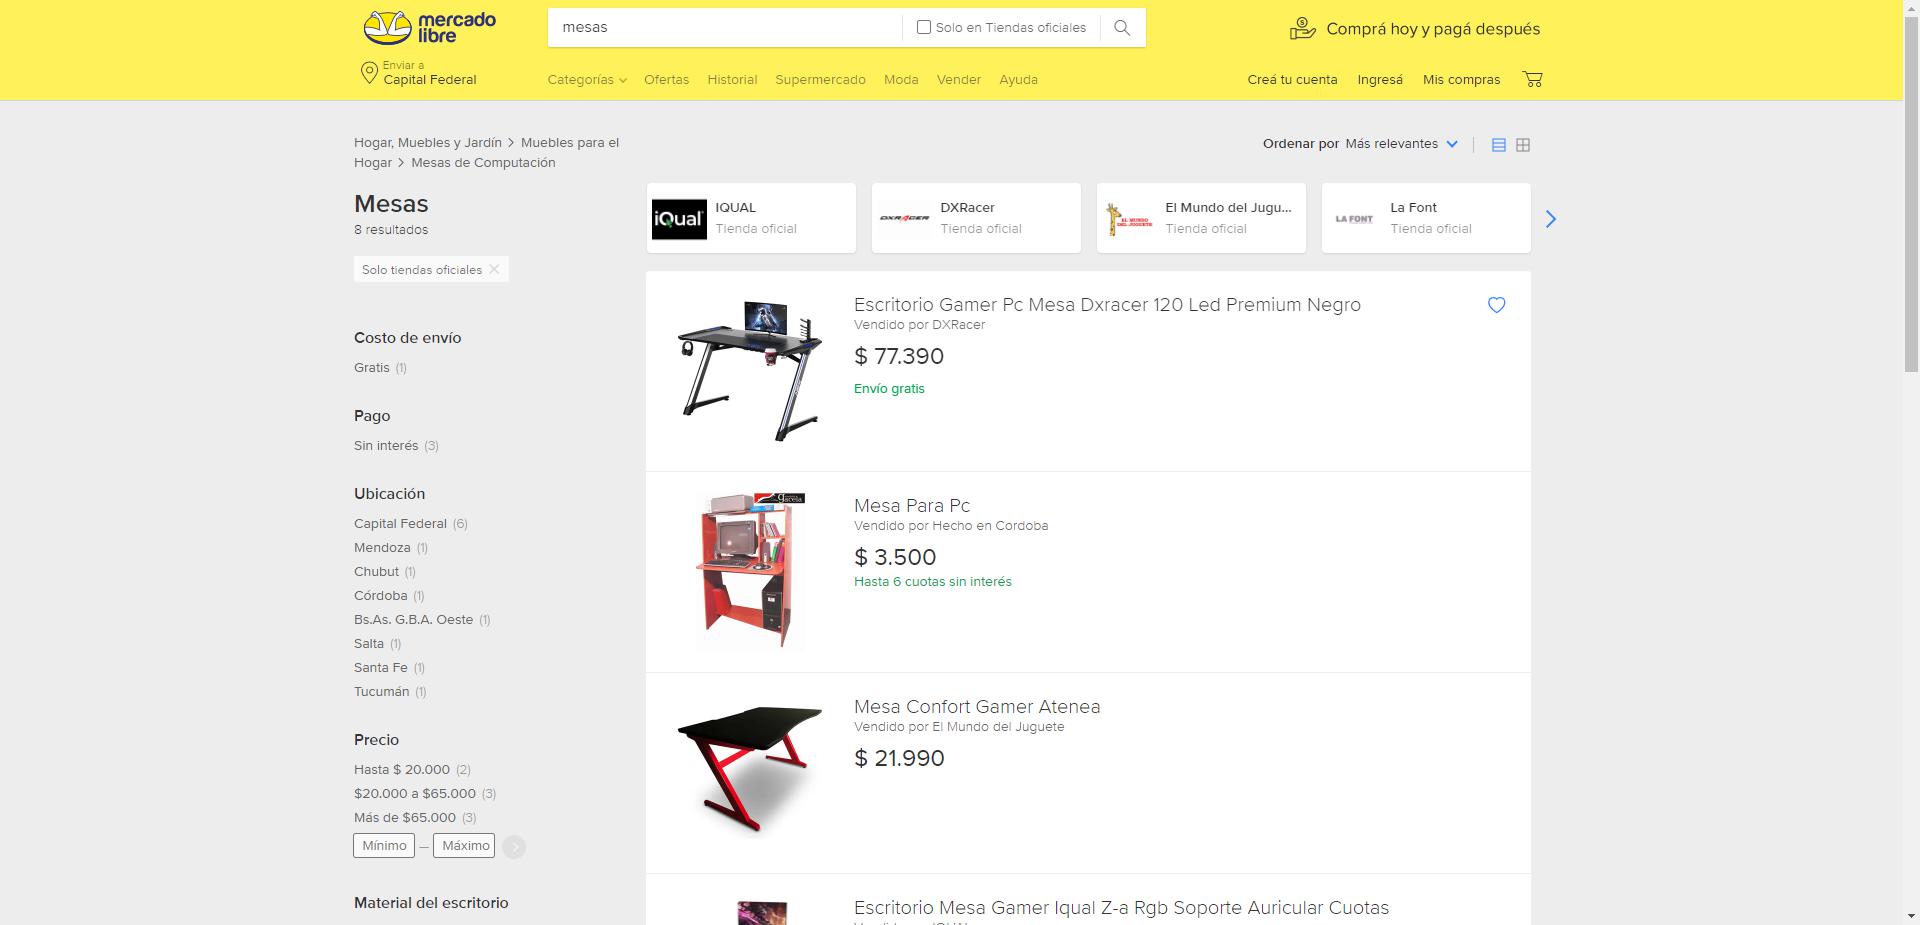 mercado
libre
mesas
Solo en Tiendas oficiales
Comprá hoy y pagá después
Enviar a
Capital Federal
Categorías
Ofertas
Historial
Supermercado
Moda
Vender
Ayuda
Creá tu cuenta
Ingresá
Mis compras
Hogar, Muebles y Jardín > Muebles para el
Hogar > Mesas de Computación
Mesas
8 resultados
Solo tiendas oficiales
Costo de envío
Gratis (1)
Pago
Sin interés (3)
Ubicación
Capital Federal (6)
Mendoza (1)
Chubut (1)
Córdoba (1)
Bs.As. G.B.A. Oeste (1)
Salta (1)
Santa Fe (1)
Tucumán (1)
Precio
Hasta $ 20.000 (2)
$20.000 a $65.000 (3)
Más de $65.000 (3)
Mínimo — Máximo
Material del escritorio
Ordenar por Más relevantes
iQual
IQUAL
Tienda oficial
DXRACER
DXRacer
Tienda oficial
EL MUNDO
DEL JUGUETE
El Mundo del Jugu...
Tienda oficial
LA FONT
La Font
Tienda oficial
Escritorio Gamer Pc Mesa Dxracer 120 Led Premium Negro
Vendido por DXRacer
$ 77.390
Envío gratis
Mesa Para Pc
Vendido por Hecho en Cordoba
$ 3.500
Hasta 6 cuotas sin interés
Mesa Confort Gamer Atenea
Vendido por El Mundo del Juguete
$ 21.990
Escritorio Mesa Gamer Iqual Z-a Rgb Soporte Auricular Cuotas